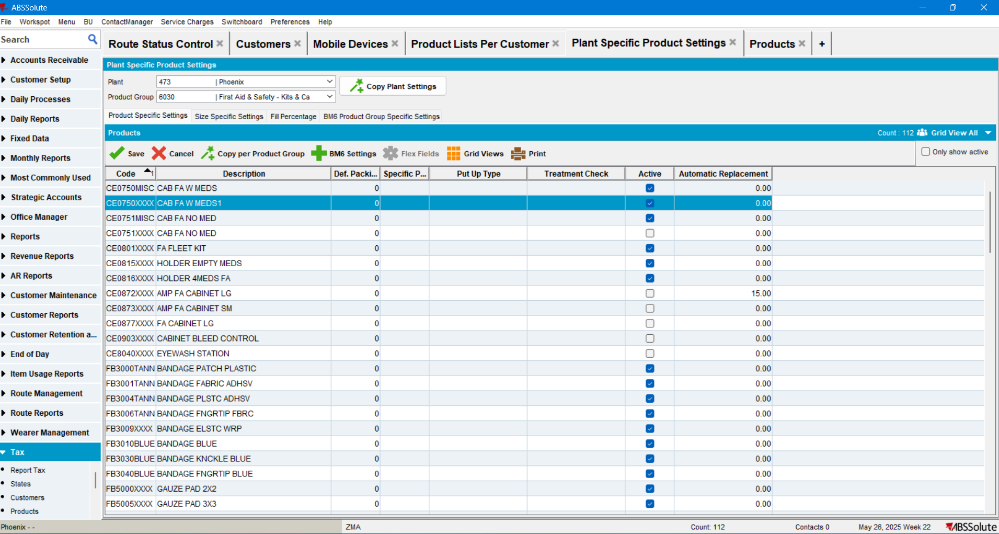 ABSSolute
File Workspot Menu BU ContactManager Service Charges Switchboard Preferences Help
Search
Route Status Control Customers Mobile Devices Product Lists Per Customer Plant Specific Product Settings Products +
Accounts Receivable
Customer Setup
Daily Processes
Daily Reports
Fixed Data
Monthly Reports
Most Commonly Used
Strategic Accounts
Office Manager
Reports
Revenue Reports
AR Reports
Customer Maintenance
Customer Reports
Customer Retention a...
End of Day
Item Usage Reports
Route Management
Route Reports
Wearer Management
Tax
Report Tax
States
Customers
Products
Plant Specific Product Settings
Plant 473 | Phoenix
Copy Plant Settings
Product Group 6030 | First Aid & Safety - Kits & Ca
Product Specific Settings Size Specific Settings Fill Percentage BM6 Product Group Specific Settings
Products Count : 112 Grid View All
Save Cancel Copy per Product Group BM6 Settings Flex Fields Grid Views Print Only show active
Code 1 Description Def. Packi... Specific P... Put Up Type Treatment Check Active Automatic Replacement
CE0750MISC CAB FA W MEDS 0 0.00
CE0750XXXX CAB FA W MEDS1 0 0.00
CE0751MISC CAB FA NO MED 0 0.00
CE0751XXXX CAB FA NO MED 0 0.00
CE0801XXXX FA FLEET KIT 0 0.00
CE0815XXXX HOLDER EMPTY MEDS 0 0.00
CE0816XXXX HOLDER 4MEDS FA 0 0.00
CE0872XXXX AMP FA CABINET LG 0 15.00
CE0873XXXX AMP FA CABINET SM 0 0.00
CE0877XXXX FA CABINET LG 0 0.00
CE0903XXXX CABINET BLEED CONTROL 0 0.00
CE8040XXXX EYEWASH STATION 0 0.00
FB3000TANN BANDAGE PATCH PLASTIC 0 0.00
FB3001TANN BANDAGE FABRIC ADHSV 0 0.00
FB3004TANN BANDAGE PLSTC ADHSV 0 0.00
FB3006TANN BANDAGE FNGRTIP FBRC 0 0.00
FB3009XXXX BANDAGE ELSTC WRP 0 0.00
FB3010BLUE BANDAGE BLUE 0 0.00
FB3030BLUE BANDAGE KNCKLE BLUE 0 0.00
FB3040BLUE BANDAGE FNGRTIP BLUE 0 0.00
FB5000XXXX GAUZE PAD 2X2 0 0.00
FB5005XXXX GAUZE PAD 3X3 0 0.00
Phoenix - - ZMA Count: 112 Contacts 0 May 26, 2025 Week 22 ABSSolute